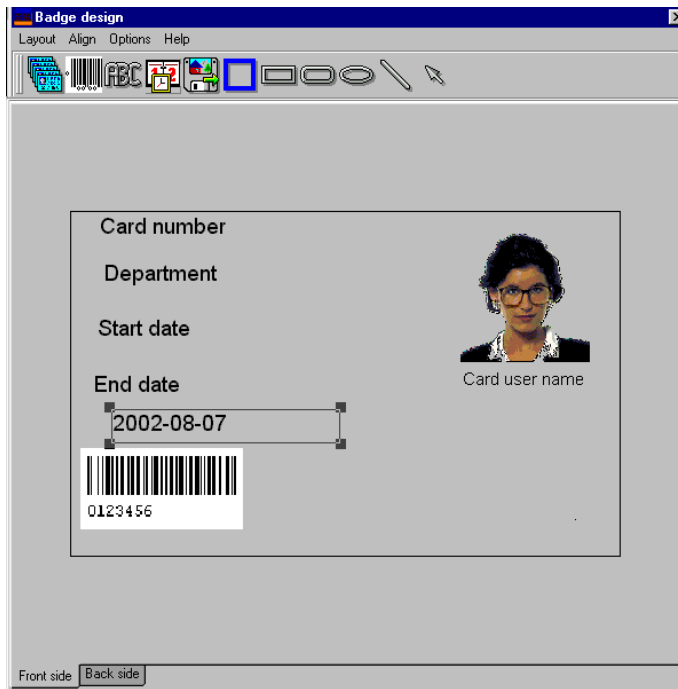 Badge design
Layout Align Options Help
ABC
Card number
Department
Start date
End date
Card user name
2002-08-07
0123456
Front side Back side